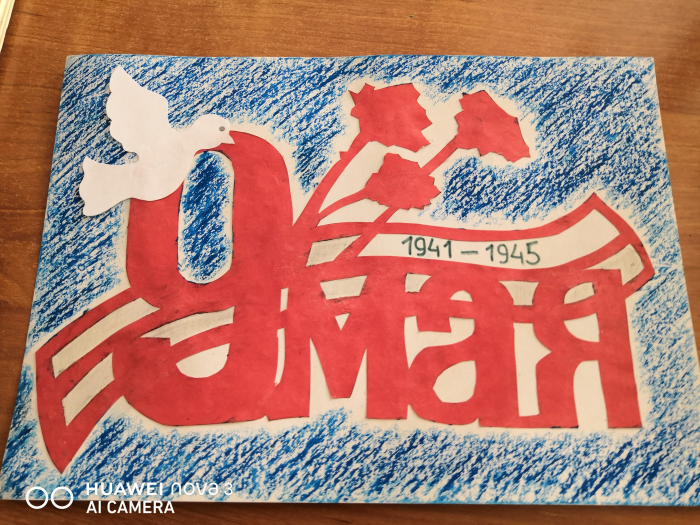 1941 – 1945
9 мая
HUAWEI nova 3
AI CAMERA